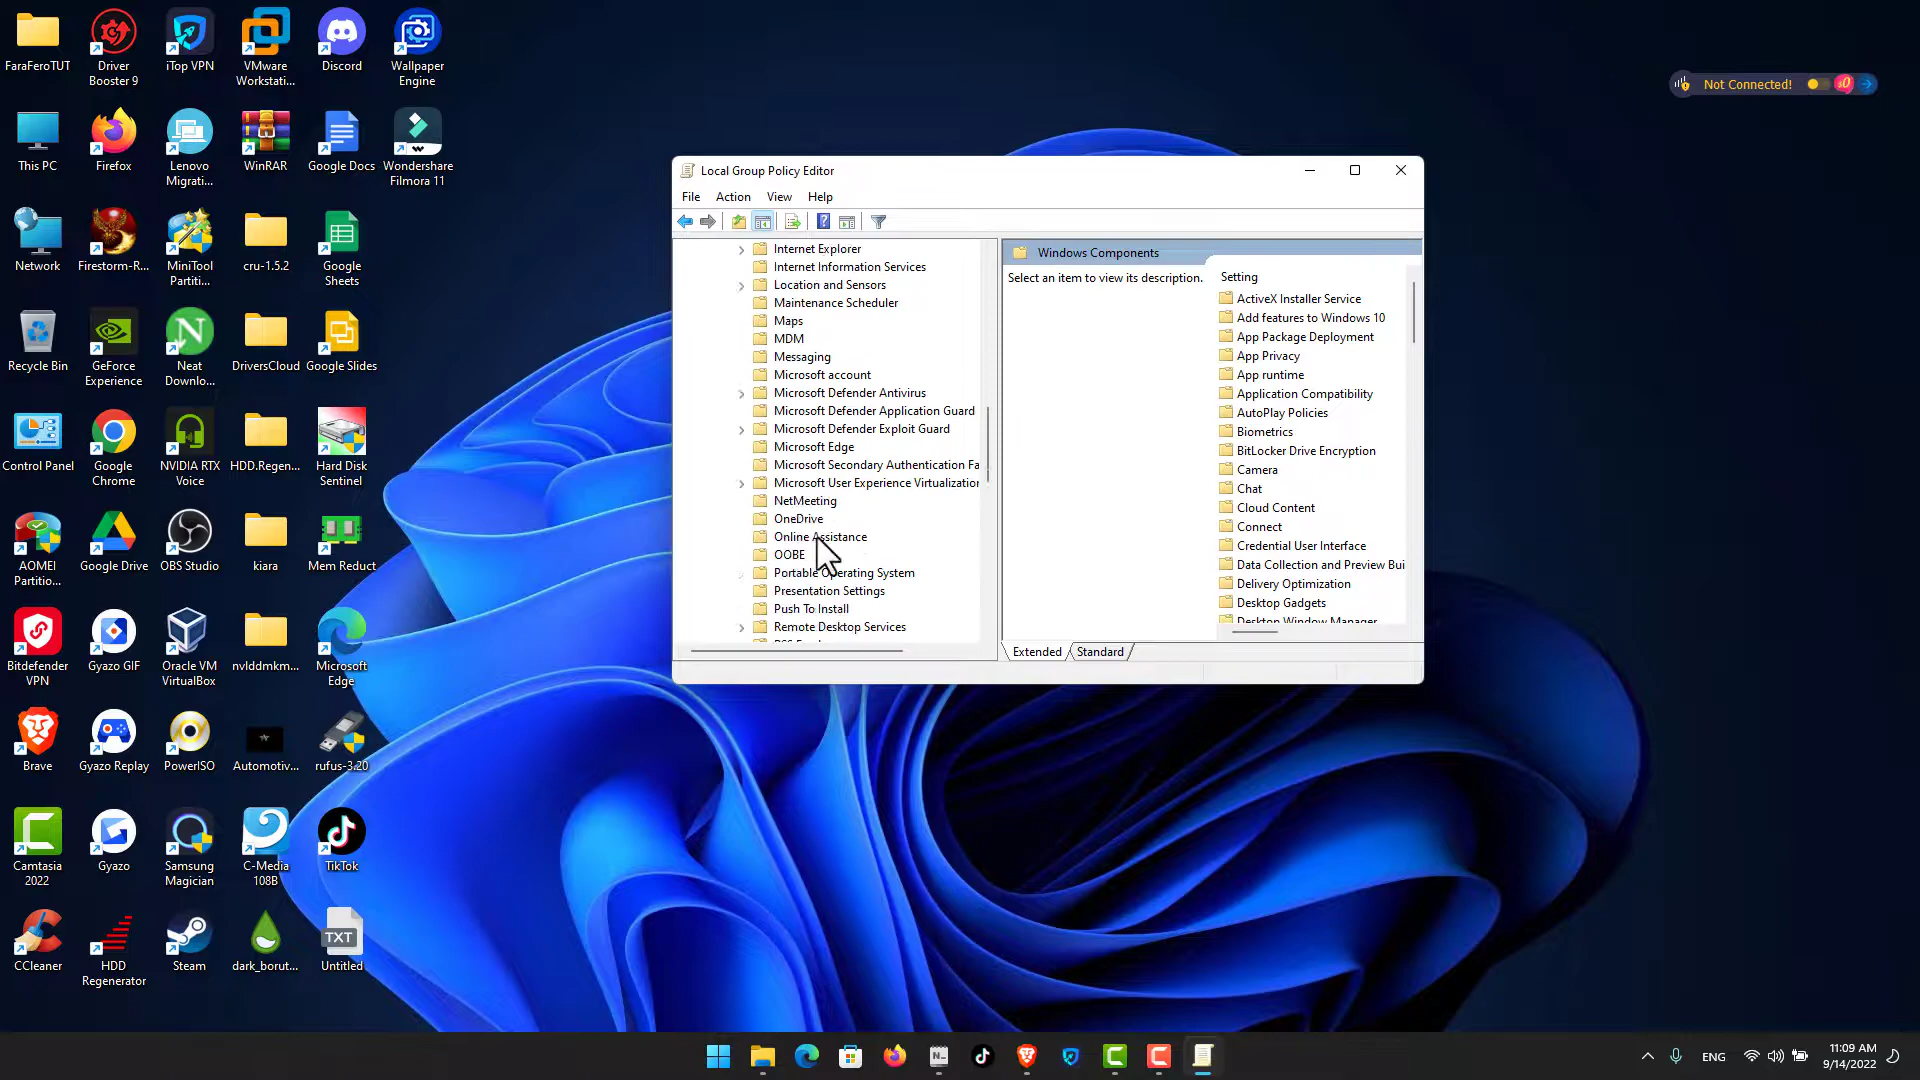 FaraFeroTUT
Driver
Booster 9
iTop VPN
VMware
Workstati...
Discord
Wallpaper
Engine
This PC
Firefox
Lenovo
Migrati...
WinRAR
Google Docs
Wondershare
Filmora 11
Network
Firestorm-R...
MiniTool
Partiti...
cru-1.5.2
Google
Sheets
Recycle Bin
GeForce
Experience
Neat
Downlo...
DriversCloud
Google Slides
Control Panel
Google
Chrome
NVIDIA RTX
Voice
HDD.Regen...
Hard Disk
Sentinel
AOMEI
Partitio...
Google Drive
OBS Studio
kiara
Mem Reduct
Bitdefender
VPN
Gyazo GIF
Oracle VM
VirtualBox
nvlddmkm...
Microsoft
Edge
Brave
Gyazo Replay
PowerISO
Automotiv...
rufus-3.20
Camtasia
2022
Gyazo
Samsung
Magician
C-Media
108B
TikTok
CCleaner
HDD
Regenerator
Steam
dark_borut...
TXT
Untitled
Not Connected!
Local Group Policy Editor
File
Action
View
Help
Internet Explorer
Internet Information Services
Location and Sensors
Maintenance Scheduler
Maps
MDM
Messaging
Microsoft account
Microsoft Defender Antivirus
Microsoft Defender Application Guard
Microsoft Defender Exploit Guard
Microsoft Edge
Microsoft Secondary Authentication Fa
Microsoft User Experience Virtualization
NetMeeting
OneDrive
Online Assistance
OOBE
Portable Operating System
Presentation Settings
Push To Install
Remote Desktop Services
Windows Components
Select an item to view its description.
Setting
ActiveX Installer Service
Add features to Windows 10
App Package Deployment
App Privacy
App runtime
Application Compatibility
AutoPlay Policies
Biometrics
BitLocker Drive Encryption
Camera
Chat
Cloud Content
Connect
Credential User Interface
Data Collection and Preview Bui
Delivery Optimization
Desktop Gadgets
Desktop Window Manager
Extended
Standard
ENG
11:09 AM
9/14/2022